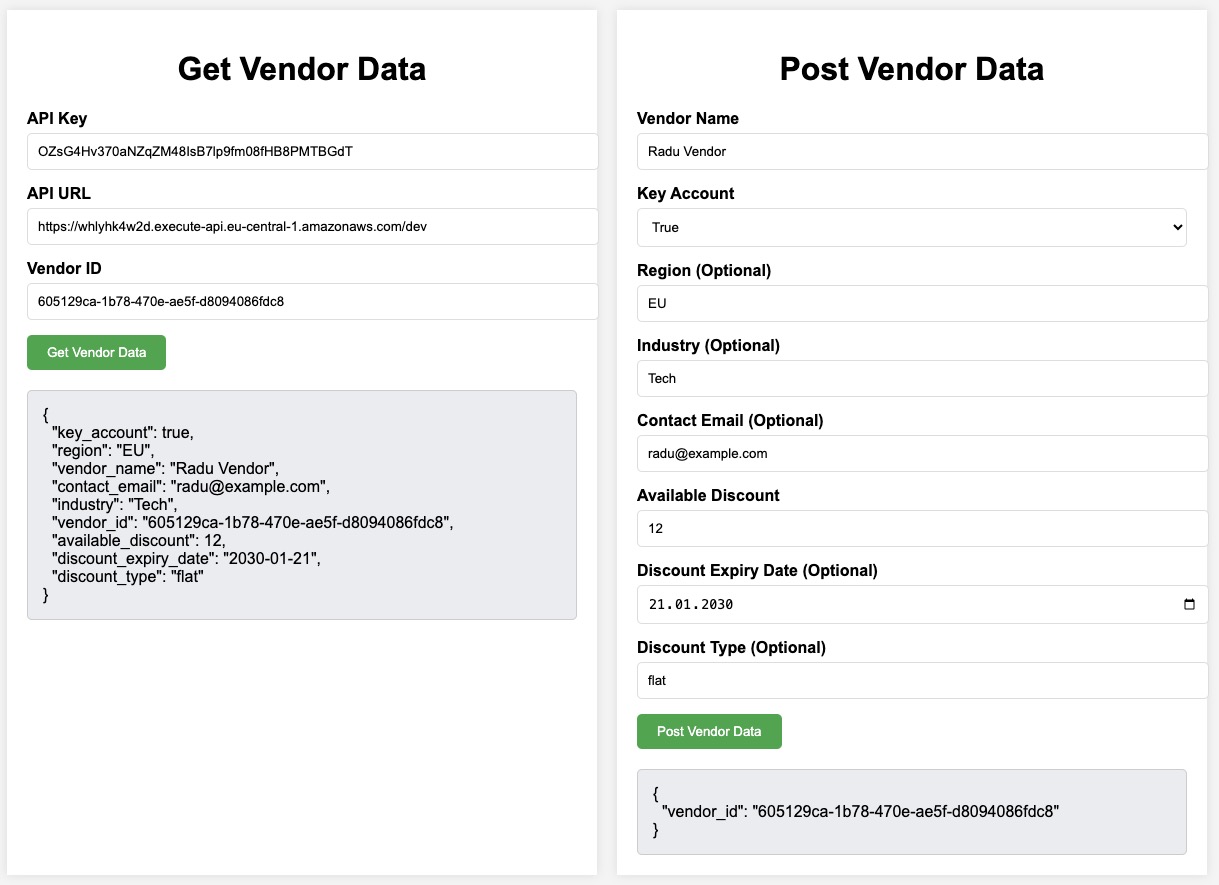 Get Vendor Data
API Key
OZsG4Hv370aNZqZM48IsB7lp9fm08fHB8PMTBGdT
API URL
https://whlyhk4w2d.execute-api.eu-central-1.amazonaws.com/dev
Vendor ID
605129ca-1b78-470e-ae5f-d8094086fdc8
Get Vendor Data
{
"key_account": true,
"region": "EU",
"vendor_name": "Radu Vendor",
"contact_email": "radu@example.com",
"industry": "Tech",
"vendor_id": "605129ca-1b78-470e-ae5f-d8094086fdc8",
"available_discount": 12,
"discount_expiry_date": "2030-01-21",
"discount_type": "flat"
}
Post Vendor Data
Vendor Name
Radu Vendor
Key Account
True
Region (Optional)
EU
Industry (Optional)
Tech
Contact Email (Optional)
radu@example.com
Available Discount
12
Discount Expiry Date (Optional)
21.01.2030
Discount Type (Optional)
flat
Post Vendor Data
{
"vendor_id": "605129ca-1b78-470e-ae5f-d8094086fdc8"
}